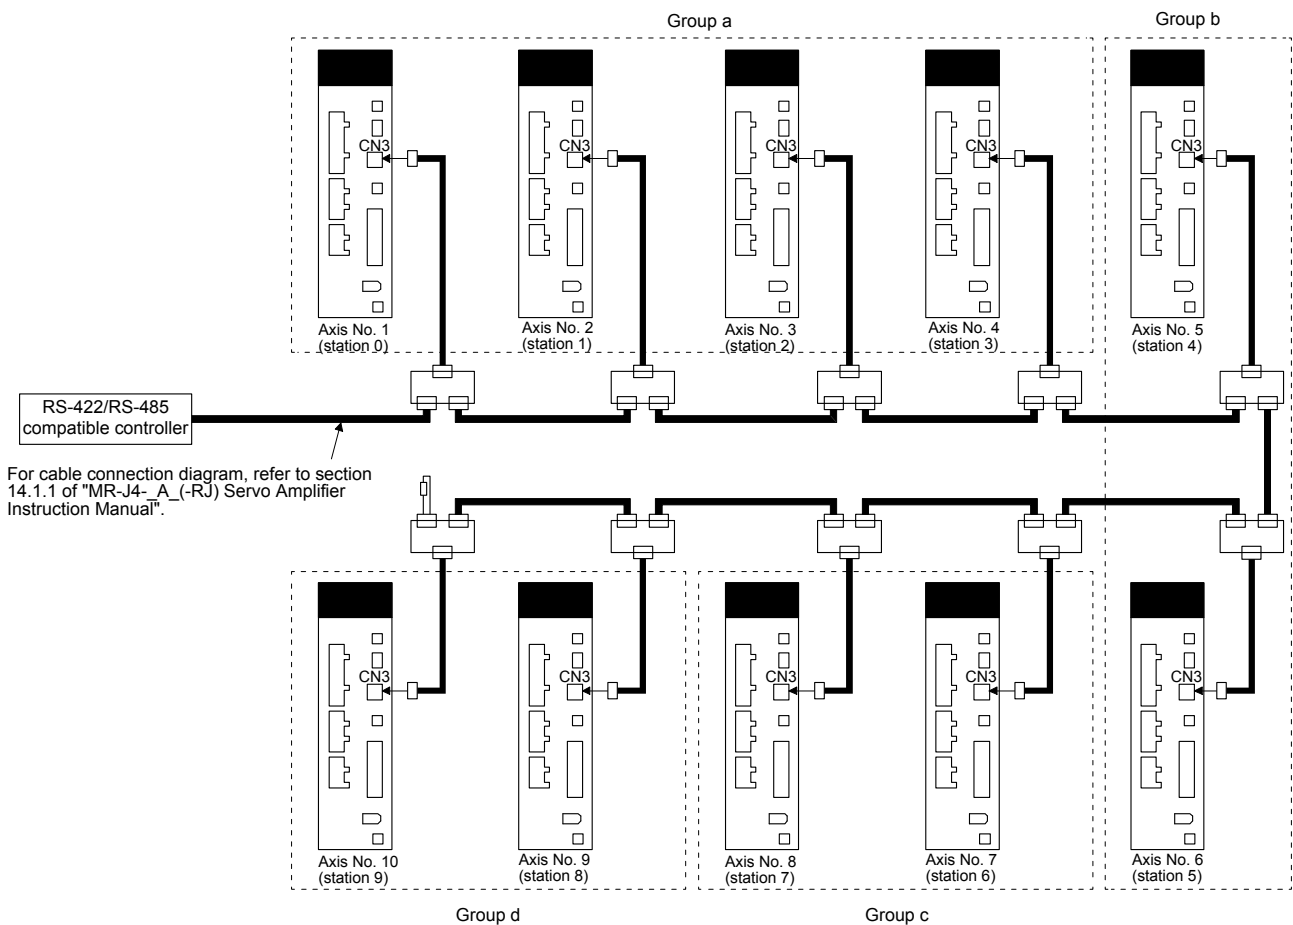 Group a
Group b
CN3
CN3
CN3
CN3
CN3
Axis No. 1
(station 0)
Axis No. 2
(station 1)
Axis No. 3
(station 2)
Axis No. 4
(station 3)
Axis No. 5
(station 4)
RS-422/RS-485
compatible controller
For cable connection diagram, refer to section
14.1.1 of "MR-J4-_A_(-RJ) Servo Amplifier
Instruction Manual".
CN3
CN3
CN3
CN3
CN3
Axis No. 10
(station 9)
Axis No. 9
(station 8)
Axis No. 8
(station 7)
Axis No. 7
(station 6)
Axis No. 6
(station 5)
Group d
Group c